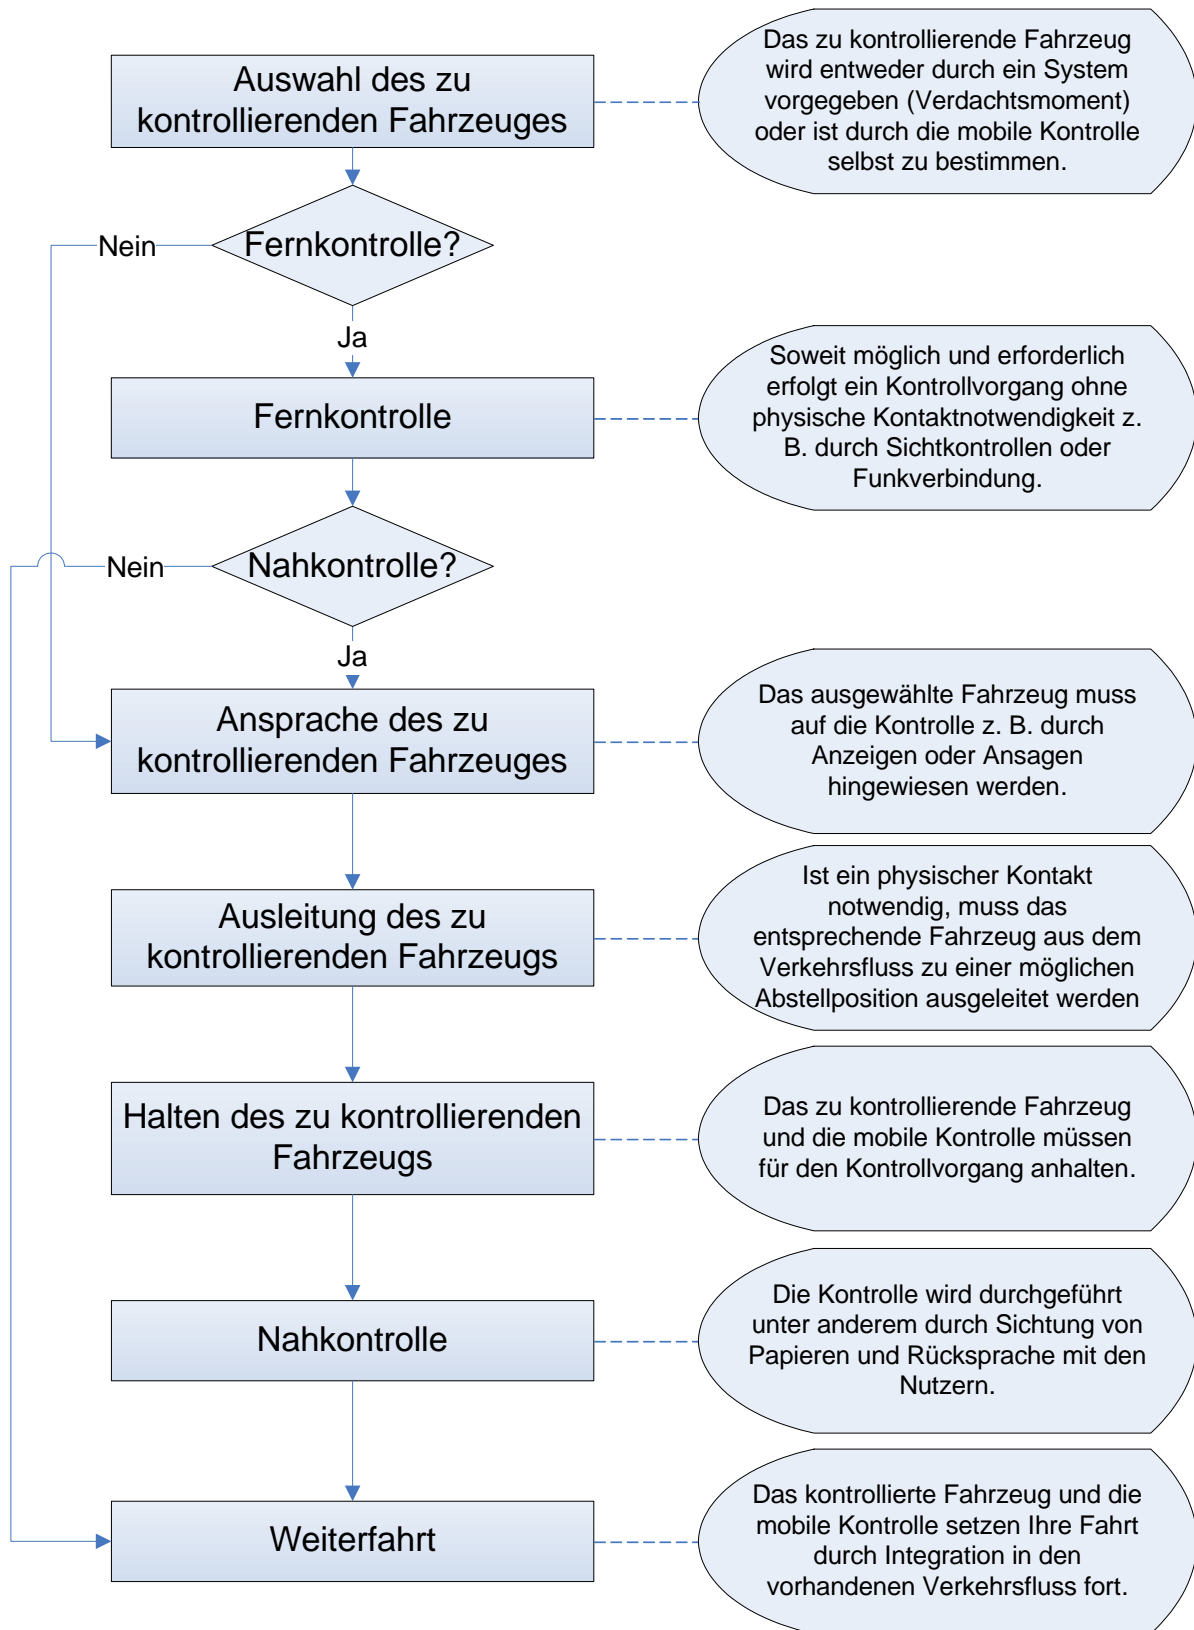 Auswahl des zu
kontrollierenden Fahrzeuges
Das zu kontrollierende Fahrzeug
wird entweder durch ein System
vorgegeben (Verdachtsmoment)
oder ist durch die mobile Kontrolle
selbst zu bestimmen.
Nein
Fernkontrolle?
Ja
Fernkontrolle
Soweit möglich und erforderlich
erfolgt ein Kontrollvorgang ohne
physische Kontaktnotwendigkeit z.
B. durch Sichtkontrollen oder
Funkverbindung.
Nein
Nahkontrolle?
Ja
Ansprache des zu
kontrollierenden Fahrzeuges
Das ausgewählte Fahrzeug muss
auf die Kontrolle z. B. durch
Anzeigen oder Ansagen
hingewiesen werden.
Ausleitung des zu
kontrollierenden Fahrzeugs
Ist ein physischer Kontakt
notwendig, muss das
entsprechende Fahrzeug aus dem
Verkehrsfluss zu einer möglichen
Abstellposition ausgeleitet werden
Halten des zu kontrollierenden
Fahrzeugs
Das zu kontrollierende Fahrzeug
und die mobile Kontrolle müssen
für den Kontrollvorgang anhalten.
Nahkontrolle
Die Kontrolle wird durchgeführt
unter anderem durch Sichtung von
Papieren und Rücksprache mit den
Nutzern.
Weiterfahrt
Das kontrollierte Fahrzeug und die
mobile Kontrolle setzen Ihre Fahrt
durch Integration in den
vorhandenen Verkehrsfluss fort.